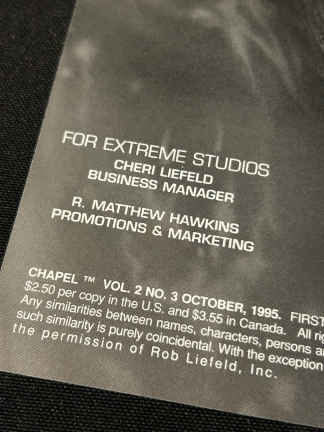 FOR EXTREME STUDIOS
CHERI LIEFELD
BUSINESS MANAGER
R. MATTHEW HAWKINS
PROMOTIONS & MARKETING
CHAPEL ™ VOL. 2 NO. 3 OCTOBER, 1995. FIRST
$2.50 per copy in the U.S. and $3.55 in Canada. All
Any similarities between names, characters, persons
such similarity is purely coincidental. With the exception
the permission of Rob Liefeld, Inc.